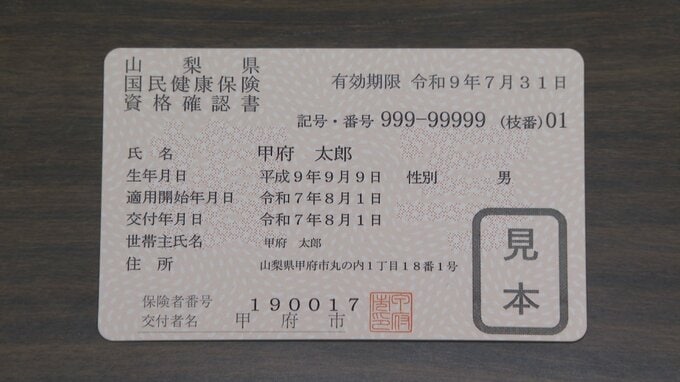 山梨県
国民健康保険
資格確認書
有効期限 令和9年7月31日
記号・番号 999-99999 (枝番)01
氏名 甲府 太郎
生年月日 平成9年9月9日 性別 男
適用開始年月日 令和7年8月1日
交付年月日 令和7年8月1日
世帯主氏名 甲府 太郎
住所 山梨県甲府市丸の内1丁目18番1号
保険者番号 190017
交付者名 甲府市
見本